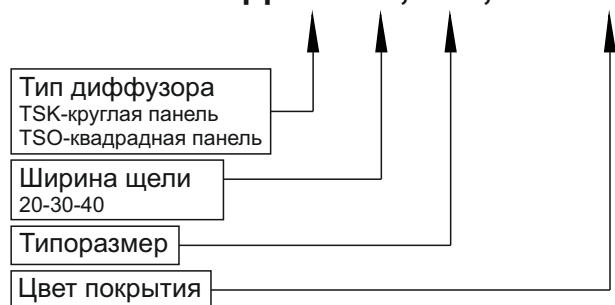 Тип диффузора
TSK-круглая панель
TSO-квадрадная панель
Ширина щели
20-30-40
Типоразмер
Цвет покрытия